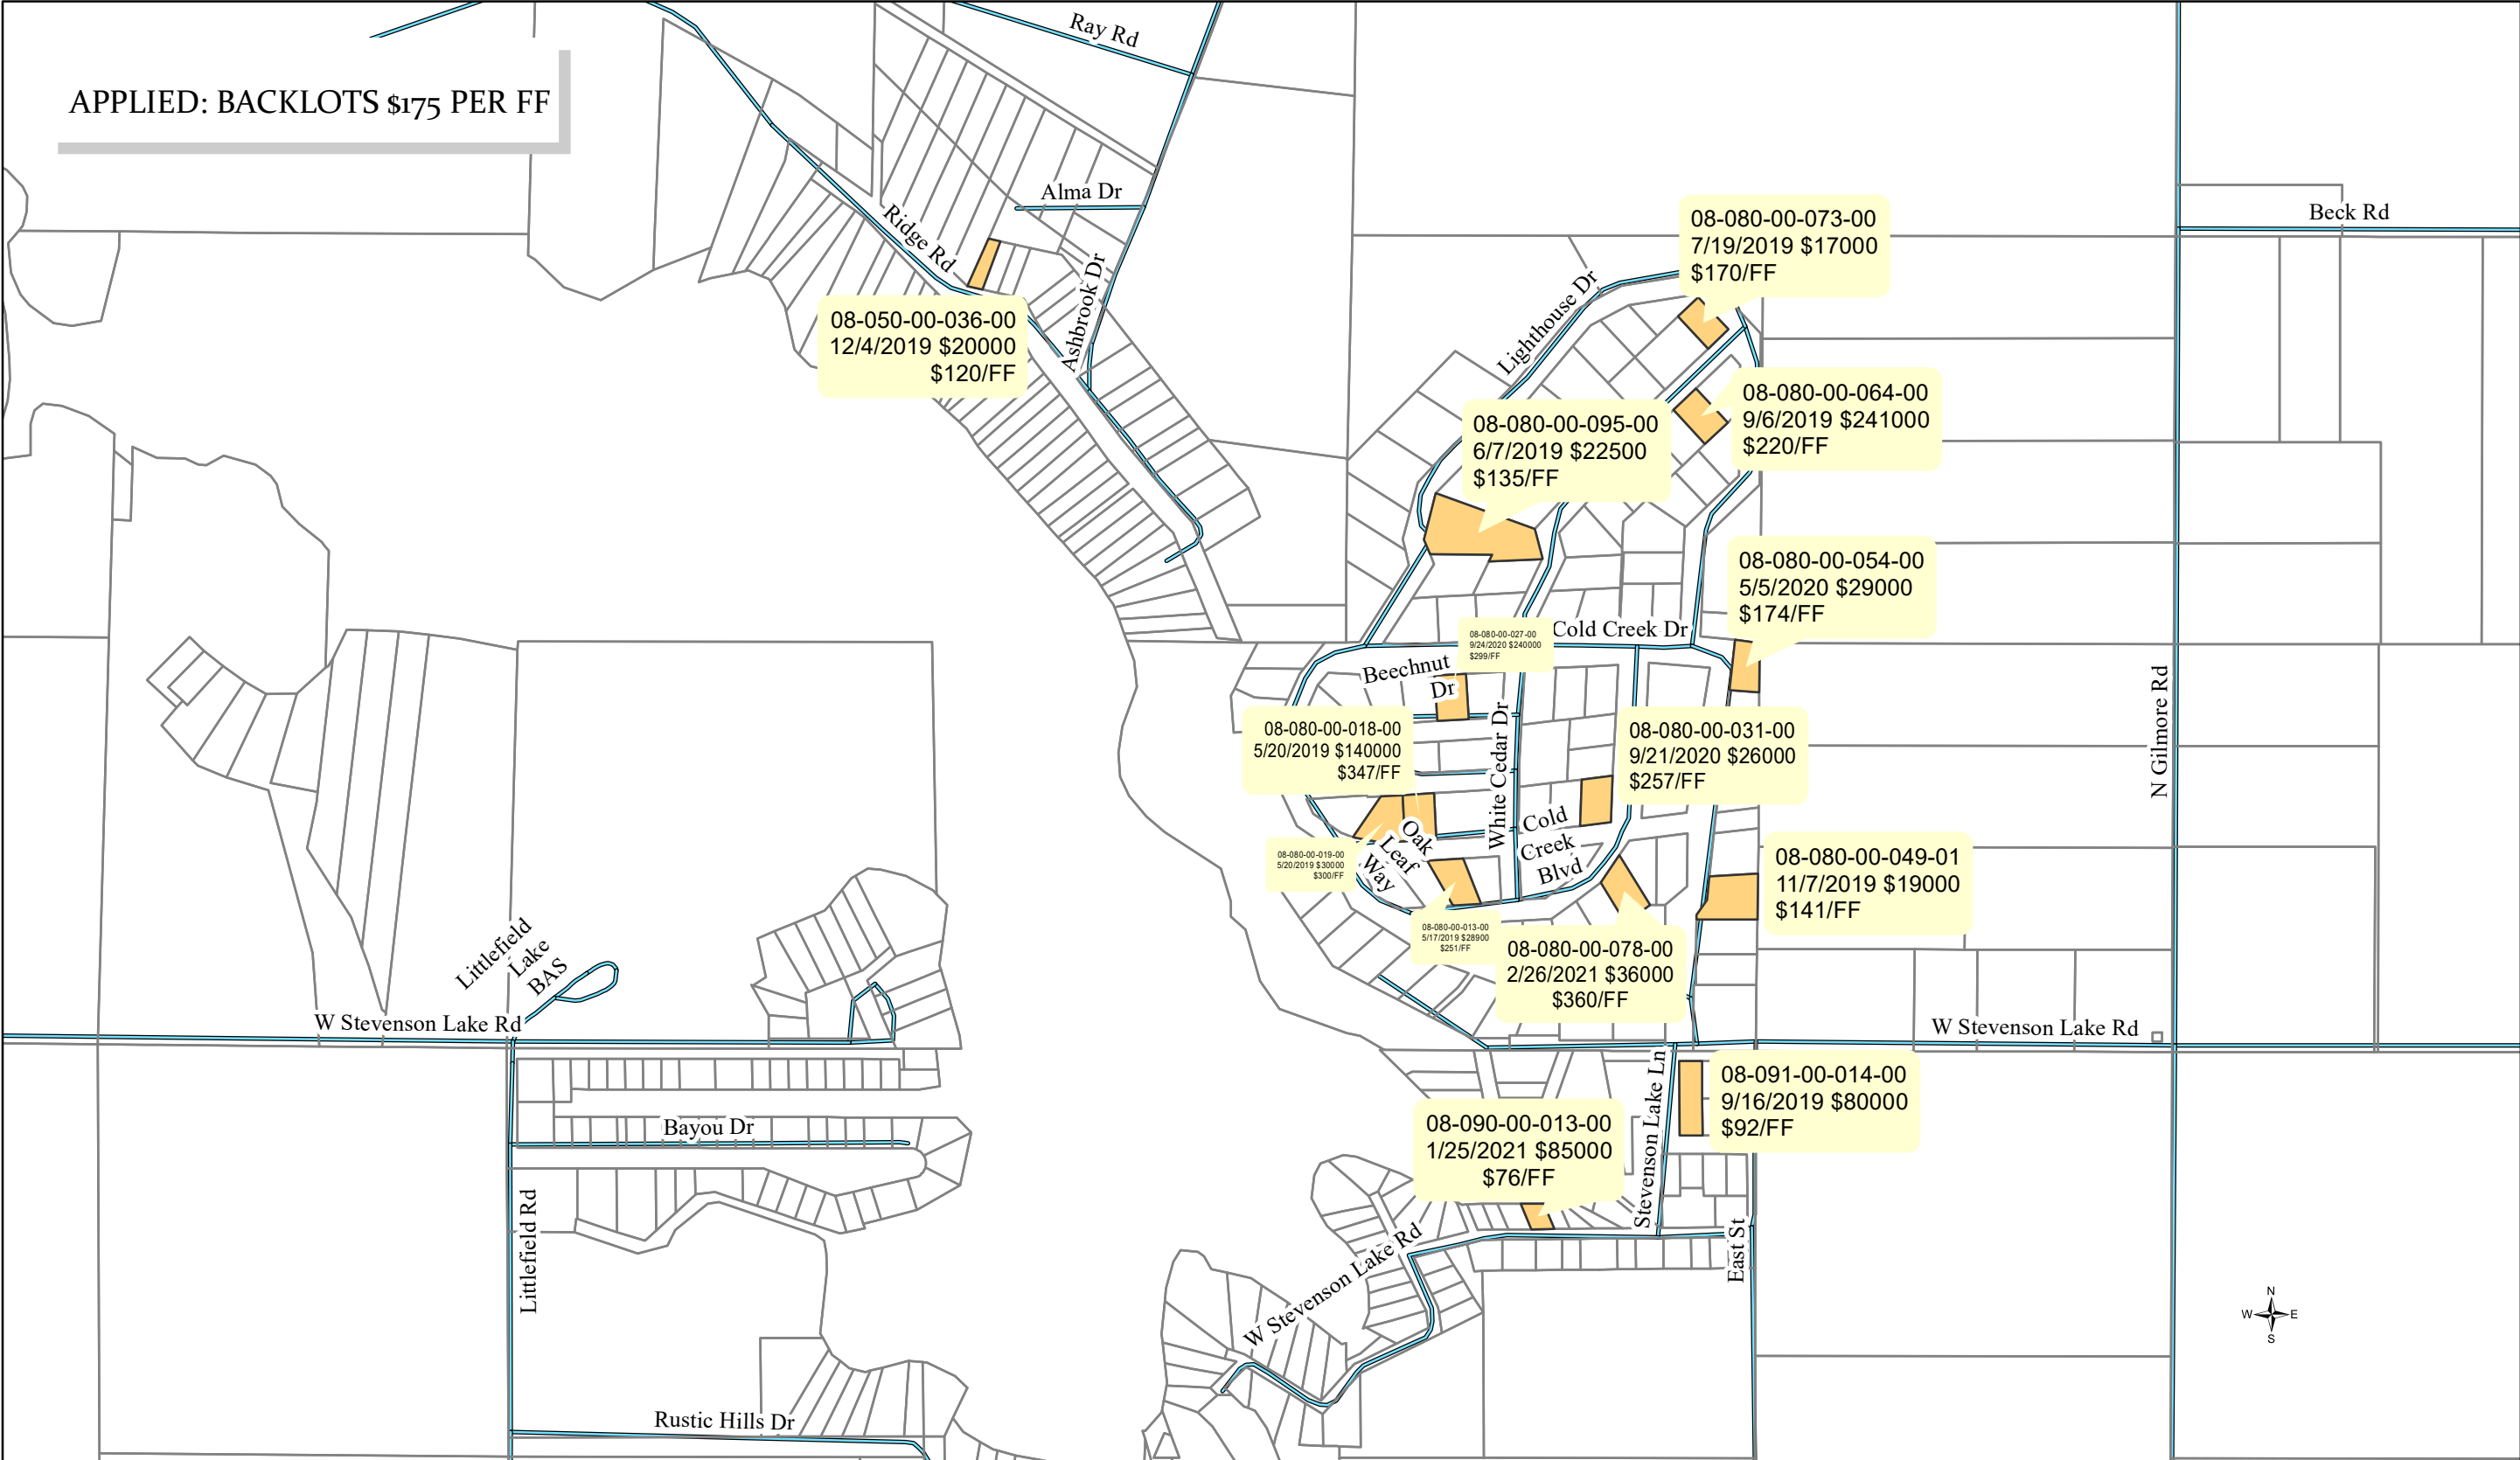 Ray Rd
APPLIED: BACKLOTS $175 PER FF
Alma Dr
Beck Rd
Ridge Rd
Ashbrook Dr
08-080-00-073-00
7/19/2019 $17000
$170/FF
Lighthouse Dr
08-050-00-036-00
12/4/2019 $20000
$120/FF
08-080-00-064-00
9/6/2019 $241000
$220/FF
08-080-00-095-00
6/7/2019 $22500
$135/FF
08-080-00-054-00
5/5/2020 $29000
$174/FF
08-080-00-027-00
9/24/2020 $240000
$299/FF
Cold Creek Dr
Beechnut
Dr
White Cedar Dr
N Gilmore Rd
08-080-00-018-00
5/20/2019 $140000
$347/FF
08-080-00-031-00
9/21/2020 $26000
$257/FF
Oak
Leaf
Way
Cold
Creek
Blvd
08-080-00-019-00
5/20/2019 $30000
$300/FF
08-080-00-049-01
11/7/2019 $19000
$141/FF
08-080-00-013-00
5/17/2019 $28900
$251/FF
08-080-00-078-00
2/26/2021 $36000
$360/FF
Littlefield
Lake
BAS
W Stevenson Lake Rd
W Stevenson Lake Rd
08-091-00-014-00
9/16/2019 $80000
$92/FF
Stevenson Lake Ln
08-090-00-013-00
1/25/2021 $85000
$76/FF
Bayou Dr
Littlefield Rd
East St
W Stevenson Lake Rd
N
W E
S
Rustic Hills Dr